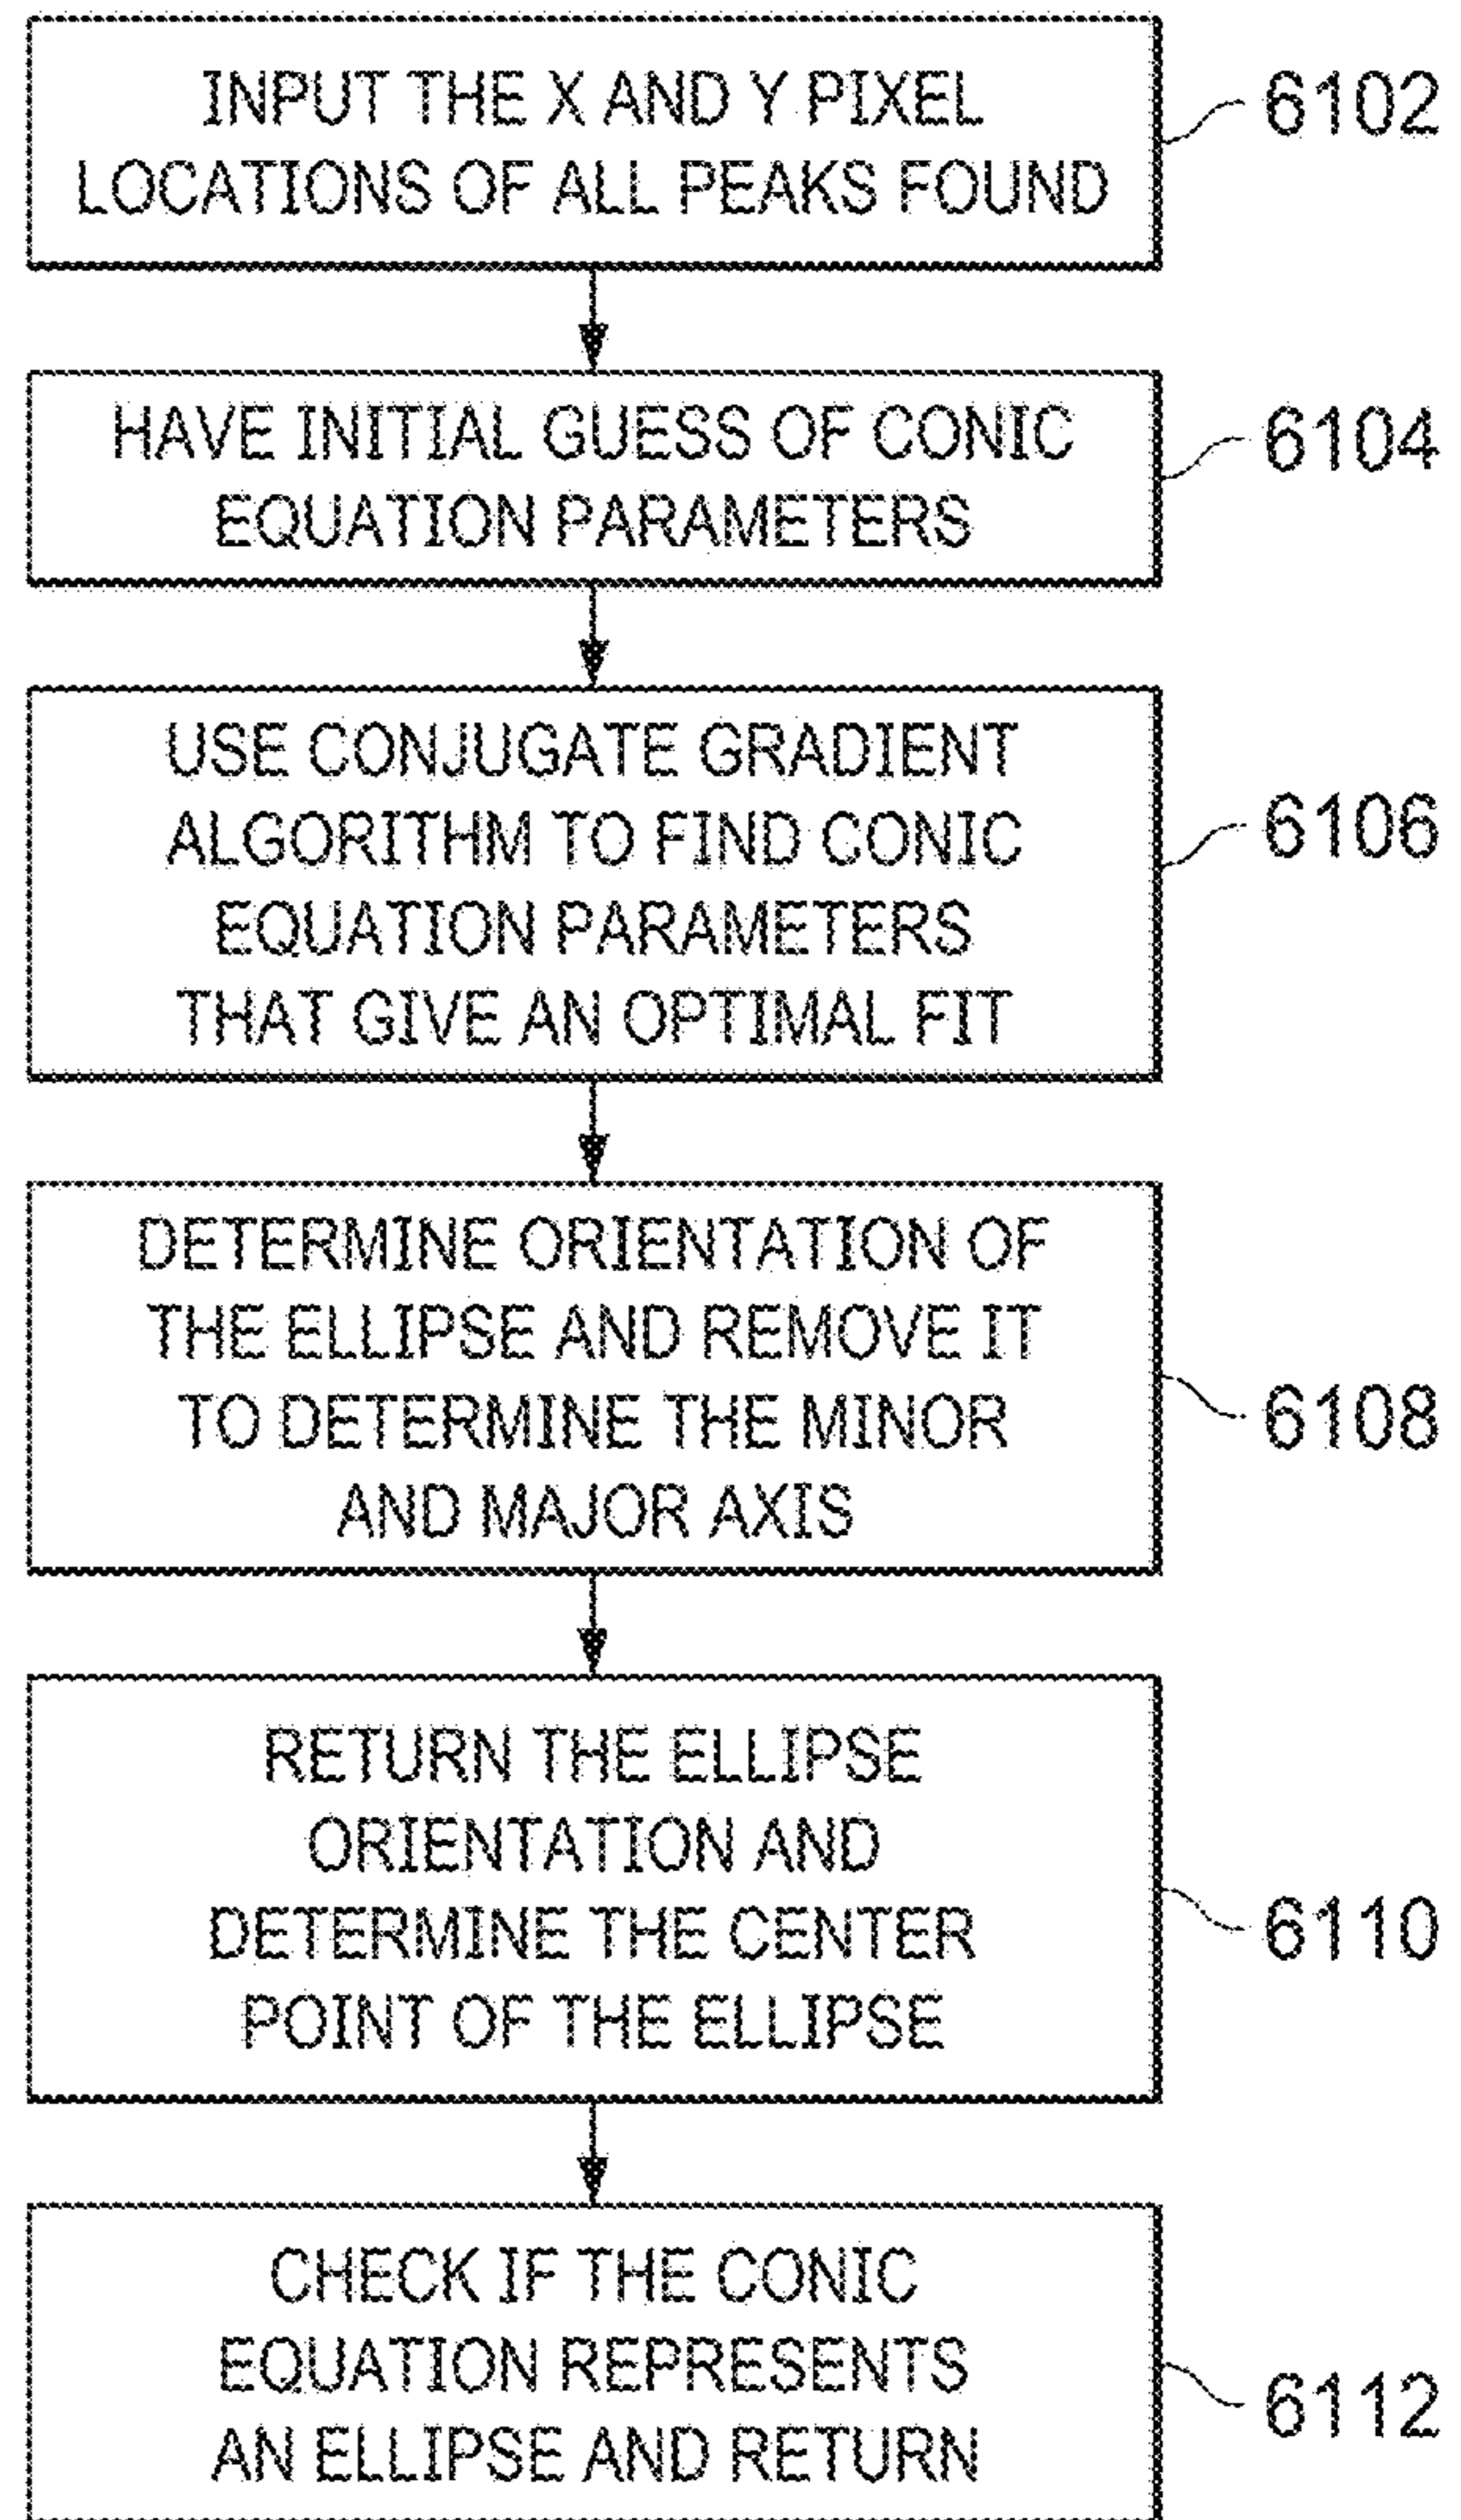 INPUT THE X AND Y PIXEL
LOCATIONS OF ALL PEAKS FOUND
6102
HAVE INITIAL GUESS OF CONIC
EQUATION PARAMETERS
6104
USE CONJUGATE GRADIENT
ALGORITHM TO FIND CONIC
EQUATION PARAMETERS
THAT GIVE AN OPTIMAL FIT
6106
DETERMINE ORIENTATION OF
THE ELLIPSE AND REMOVE IT
TO DETERMINE THE MINOR
AND MAJOR AXIS
6108
RETURN THE ELLIPSE
ORIENTATION AND
DETERMINE THE CENTER
POINT OF THE ELLIPSE
6110
CHECK IF THE CONIC
EQUATION REPRESENTS
AN ELLIPSE AND RETURN
6112